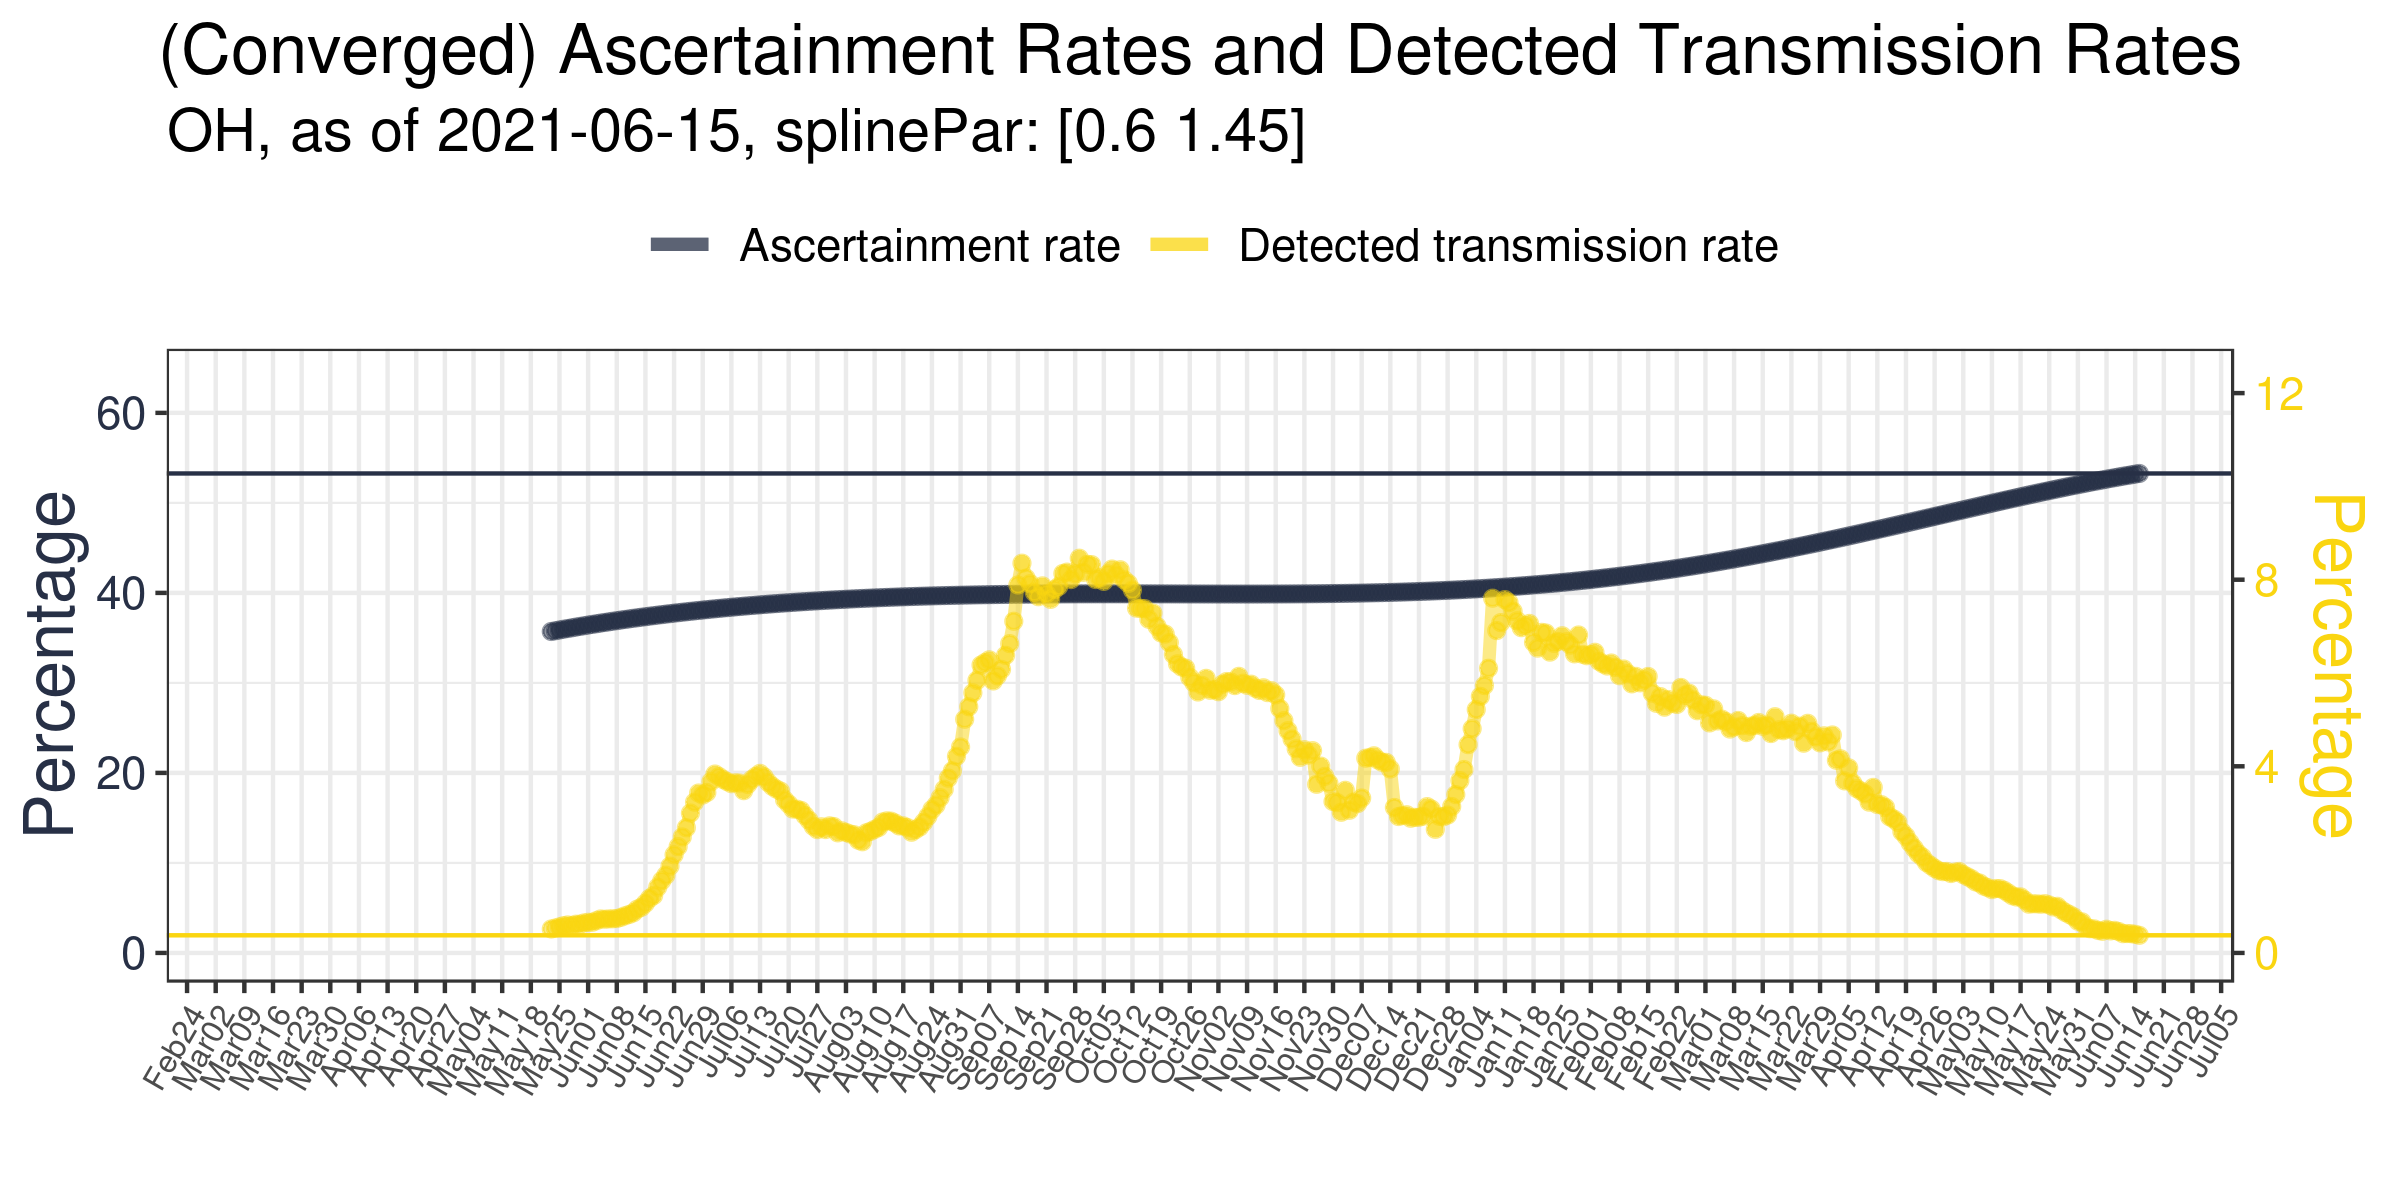 (Converged) Ascertainment Rates and Detected Transmission Rates
OH, as of 2021-06-15, splinePar: [0.6 1.45]
Ascertainment rate Detected transmission rate
Percentage
60
40
20
0
12
8
4
0
Percentage
Feb24
Mar02
Mar09
Mar16
Mar23
Mar30
Apr06
Apr13
Apr20
Apr27
May04
May11
May18
May25
Jun01
Jun08
Jun15
Jun22
Jun29
Jul06
Jul13
Jul20
Jul27
Aug03
Aug10
Aug17
Aug24
Aug31
Sep07
Sep14
Sep21
Sep28
Oct05
Oct12
Oct19
Oct26
Nov02
Nov09
Nov16
Nov23
Nov30
Dec07
Dec14
Dec21
Dec28
Jan04
Jan11
Jan18
Jan25
Feb01
Feb08
Feb15
Feb22
Mar01
Mar08
Mar15
Mar22
Mar29
Apr05
Apr12
Apr19
Apr26
May03
May10
May17
May24
May31
Jun07
Jun14
Jun21
Jun28
Jul05